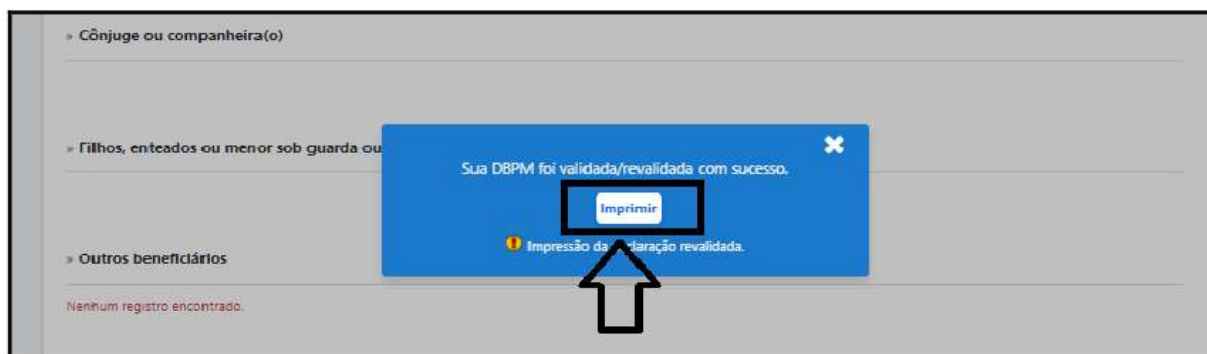 » Cônjuge ou companheira(o)
» Filhos, enteados ou menor sob guarda ou
Sua DBPM foi validada/revalidada com sucesso.
Imprimir
Impressão da revalidada.
» Outros beneficiários
Nenhum registro encontrado.